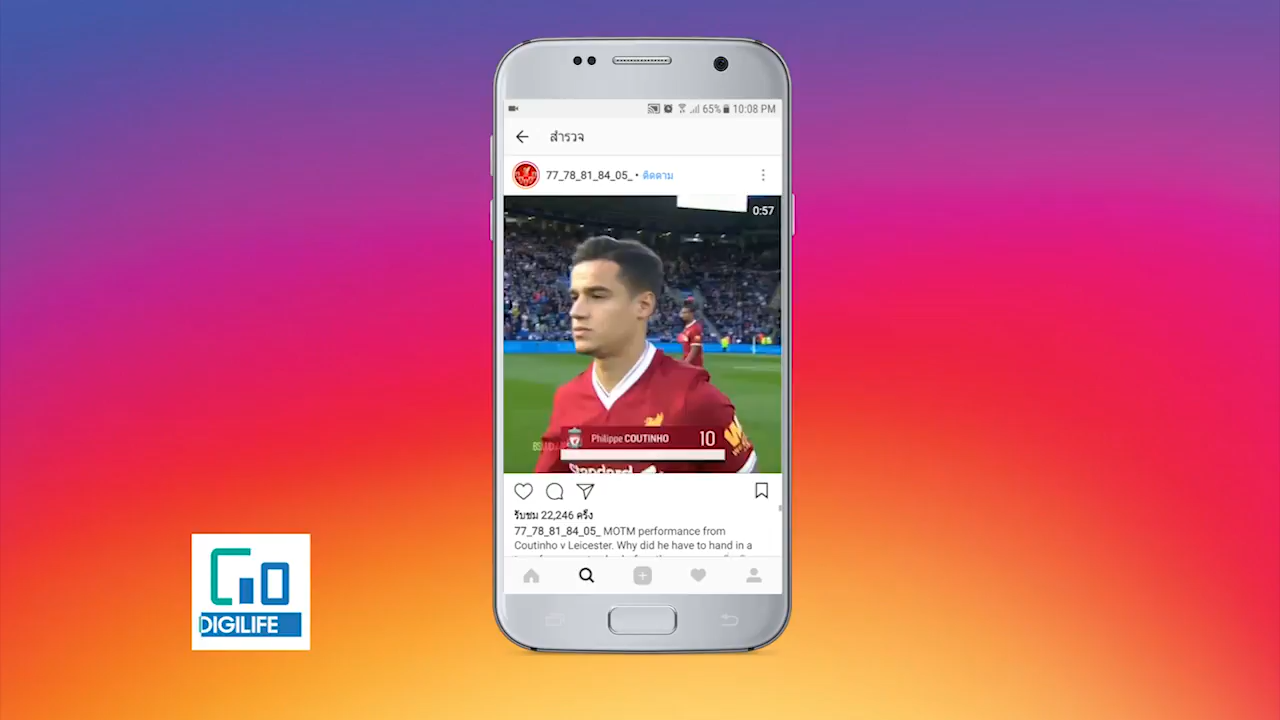 65% 10:08 PM
สำรวจ
77_78_81_84_05_ • ติดตาม
0:57
Philippe COUTINHO 10
Standard
รับชม 22,246 ครั้ง
77_78_81_84_05_ MOTM performance from
Coutinho v Leicester. Why did he have to hand in a
DIGILIFE